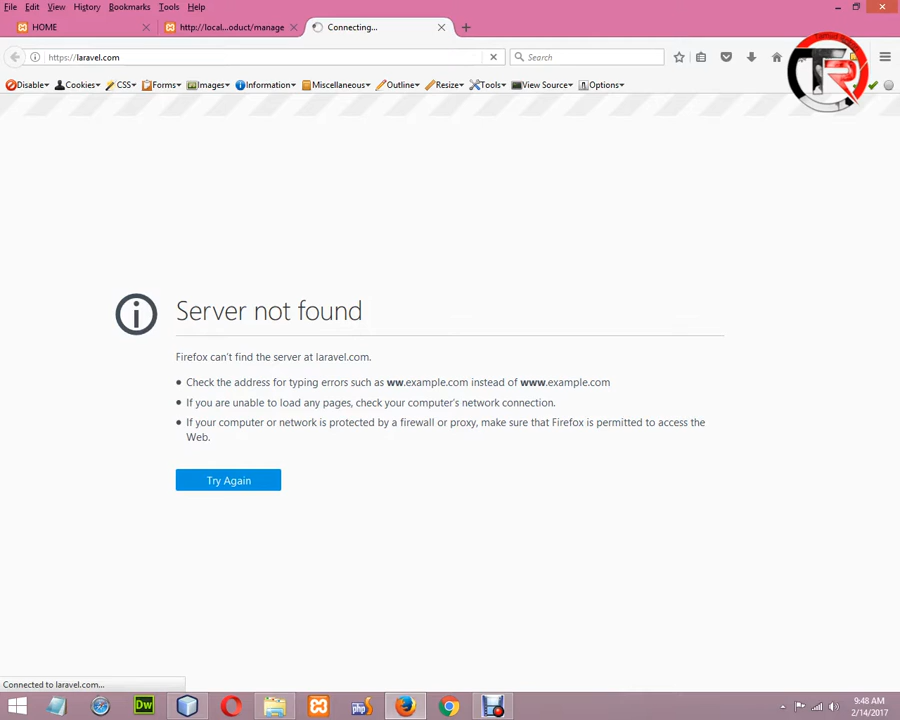 File Edit View History Bookmarks Tools Help
HOME
http://local...oduct/manage
Connecting...
https://laravel.com
Search
Disable Cookies CSS Forms Images Information Miscellaneous Outline Resize Tools View Source Options
Server not found
Firefox can't find the server at laravel.com.
Check the address for typing errors such as ww.example.com instead of www.example.com
If you are unable to load any pages, check your computer's network connection.
If your computer or network is protected by a firewall or proxy, make sure that Firefox is permitted to access the
Web.
Try Again
Connected to laravel.com...
Dw
php
9:48 AM
2/14/2017